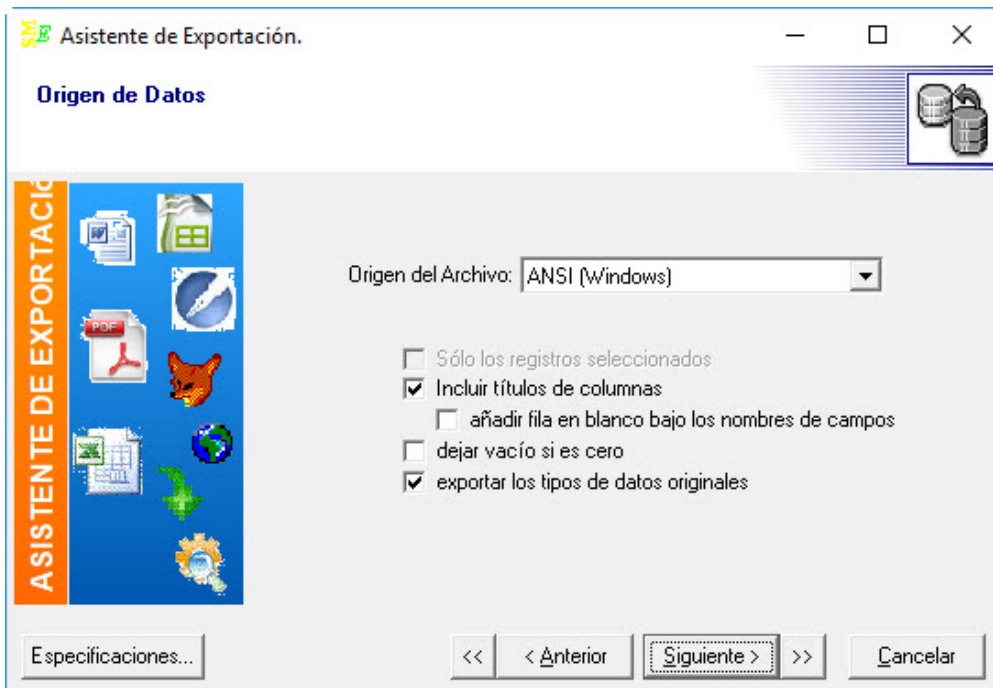 Asistente de Exportación.
Origen de Datos
ASISTENTE DE EXPORTACIÓ
PDF
Origen del Archivo: ANSI (Windows)
Sólo los registros seleccionados
Incluir títulos de columnas
añadir fila en blanco bajo los nombres de campos
dejar vacío si es cero
exportar los tipos de datos originales
Especificaciones... << < Anterior Siguiente > >> Cancelar